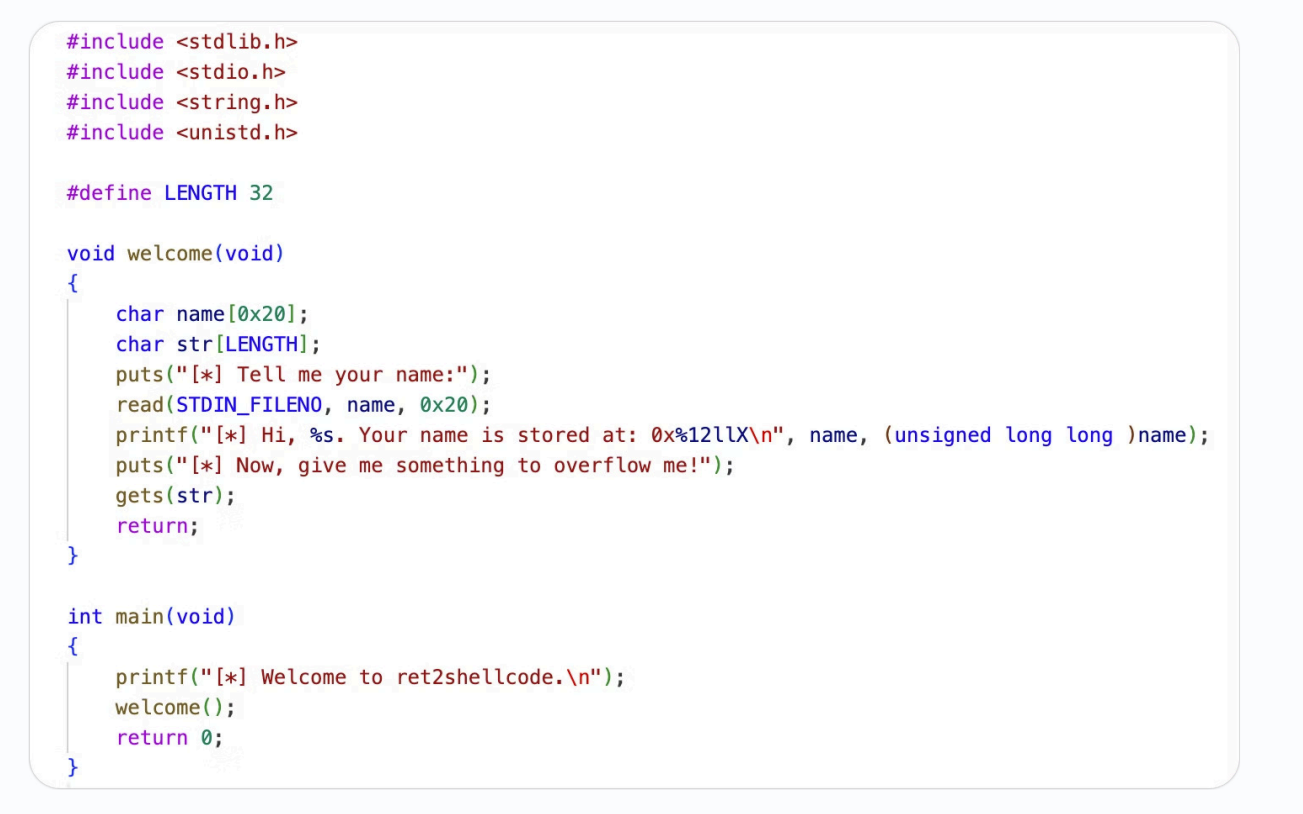 #include <stdlib.h>
#include <stdio.h>
#include <string.h>
#include <unistd.h>
#define LENGTH 32
void welcome(void)
{
char name[0x20];
char str[LENGTH];
puts("[*] Tell me your name:");
read(STDIN_FILENO, name, 0x20);
printf("[*] Hi, %s. Your name is stored at: 0x%12llX\n", name, (unsigned long long )name);
puts("[*] Now, give me something to overflow me!");
gets(str);
return;
}
int main(void)
{
printf("[*] Welcome to ret2shellcode.\n");
welcome();
return 0;
}